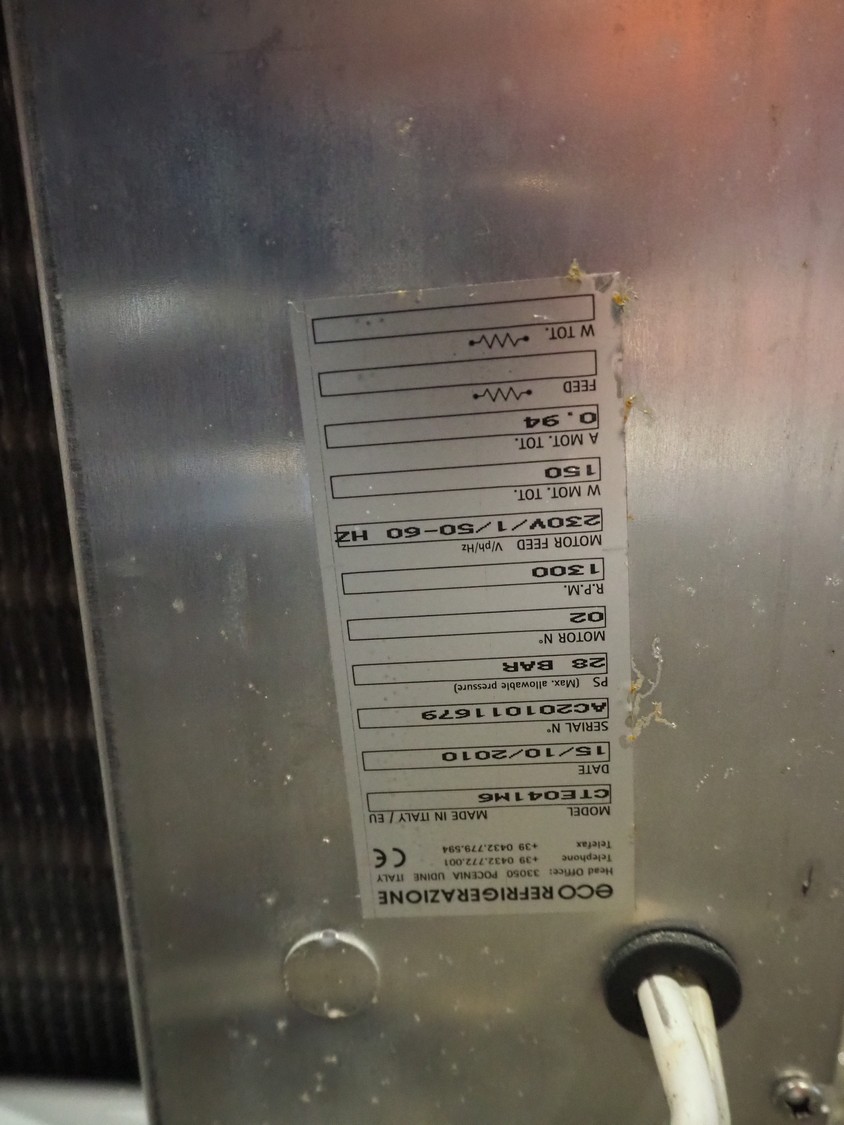 eco REFRIGERAZIONE
Head Office: 33050 POCENIA UDINE ITALY
Telephone +39 0432.772.001
Telefax +39 0432.779.594
CE
MODEL MADE IN ITALY / EU
CTE041M6
DATE
15/10/2010
SERIAL N°
AC201011679
PS (Max. allowable pressure)
28 BAR
MOTOR N°
02
R.P.M.
1300
MOTOR FEED V/ph/Hz
230V/1/50-60 HZ
W MOT. TOT.
150
A MOT. TOT.
0.94
FEED
W TOT.